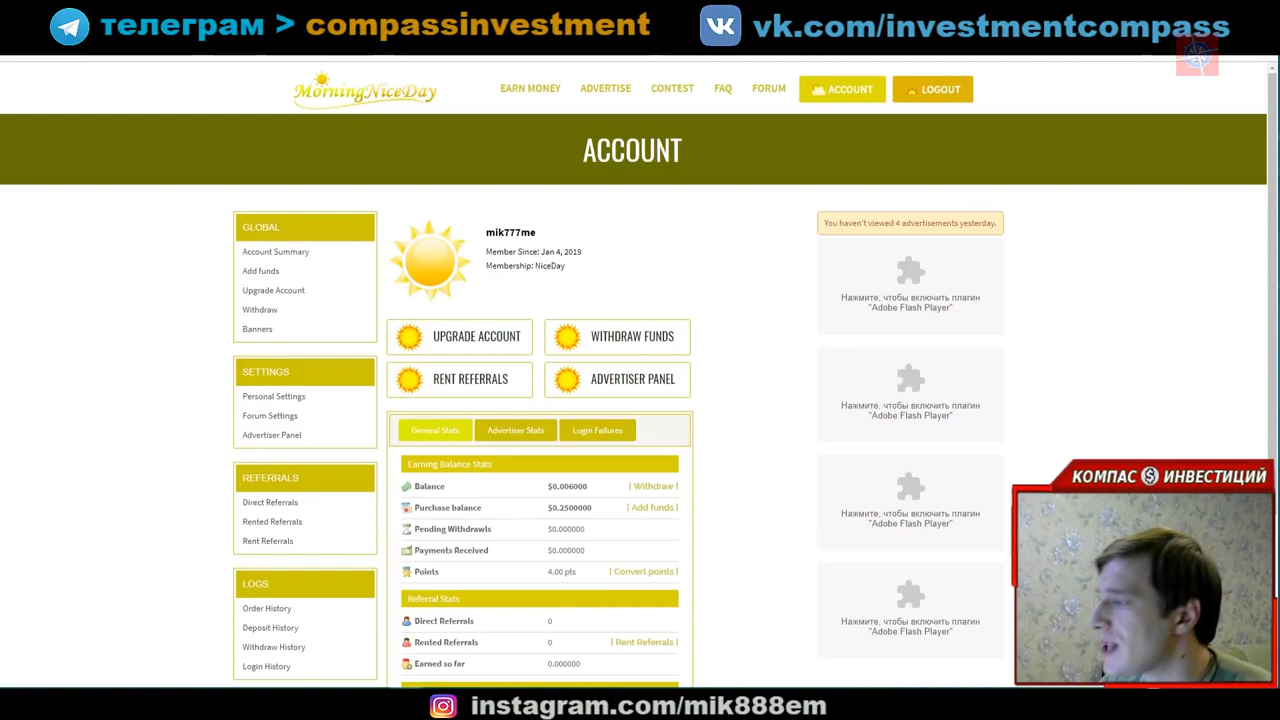 телеграм > compassinvestment
vk.com/investmentcompass
MorningNiceDay
EARN MONEY
ADVERTISE
CONTEST
FAQ
FORUM
ACCOUNT
LOGOUT
ACCOUNT
GLOBAL
Account Summary
Add funds
Upgrade Account
Withdraw
Banners
SETTINGS
Personal Settings
Forum Settings
Advertiser Panel
REFERRALS
Direct Referrals
Rented Referrals
Rent Referrals
LOGS
Order History
Deposit History
Withdraw History
Login History
mik777me
Member Since: Jan 4, 2019
Membership: NiceDay
UPGRADE ACCOUNT
WITHDRAW FUNDS
RENT REFERRALS
ADVERTISER PANEL
General Stats
Advertiser Stats
Login Failures
Earning Balance Stats
Balance $0.006000 [ Withdraw ]
Purchase balance $0.2500000 [ Add funds ]
Pending Withdrawls $0.000000
Payments Received $0.000000
Points 4.00 pts [ Convert points ]
Referral Stats
Direct Referrals 0
Rented Referrals 0 [ Rent Referrals ]
Earned so far 0.000000
You haven't viewed 4 advertisements yesterday.
Нажмите, чтобы включить плагин
"Adobe Flash Player"
Нажмите, чтобы включить плагин
"Adobe Flash Player"
Нажмите, чтобы включить плагин
"Adobe Flash Player"
Нажмите, чтобы включить плагин
"Adobe Flash Player"
КОМПАС $ ИНВЕСТИЦИЙ
instagram.com/mik888em